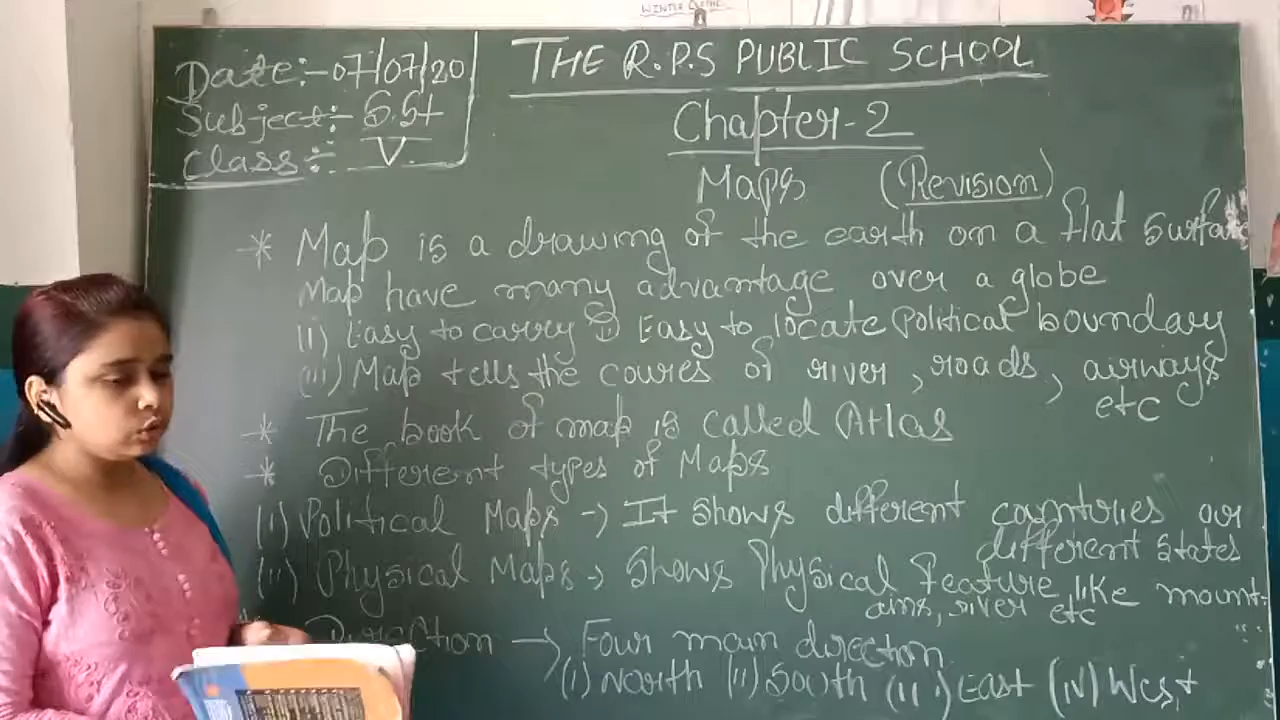 WINTER
Date:-07/07/20
Subject:- S.St
Class:- V
THE R.P.S PUBLIC SCHOOL
Chapter-2
Maps (Revision)
* Map is a drawing of the earth on a flat surface
Map have many advantage over a globe
(i) Easy to carry (ii) Easy to locate Political boundary
(iii) Map tells the coures of river, roads, airways
etc
* The book of map is called Atlas
* Different types of Maps
(i) Political Maps → It shows different countries our
different states
(ii) Physical Maps → Shows Physical Feature, like mount-
ains, river etc
Direction → Four main direction
(i) North (ii) South (iii) East (iv) West